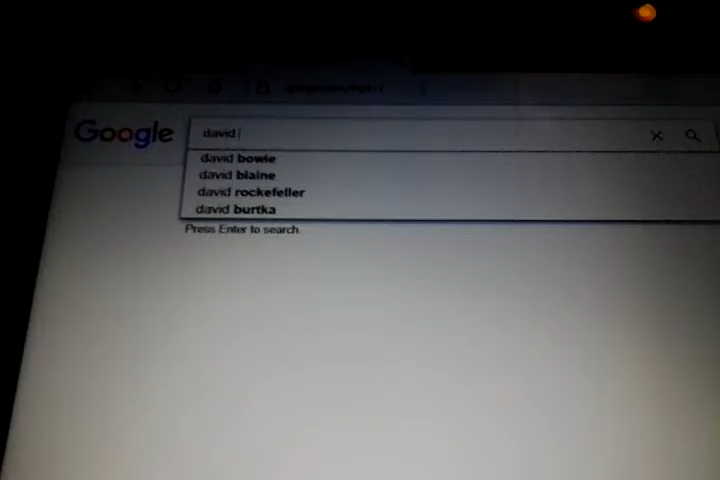 Google
david
david bowie
david blaine
david rockefeller
david burtka
Press Enter to search